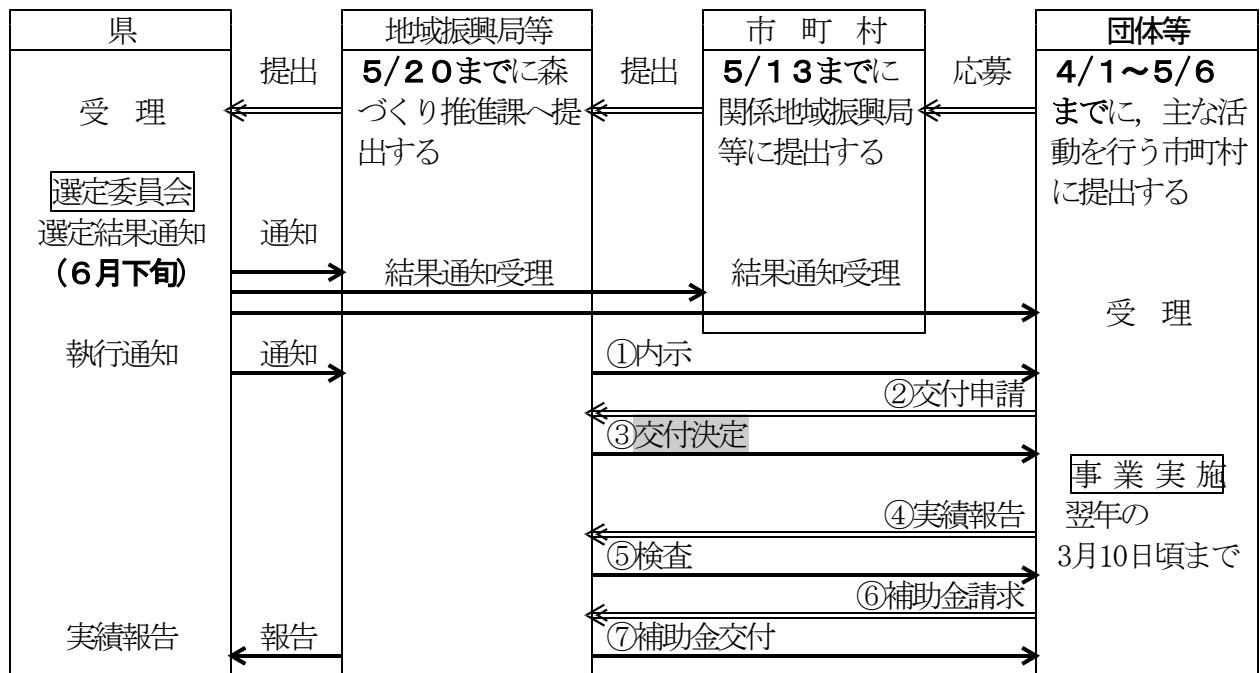 県
地域振興局等
市 町 村
団体等
提出
5/20までに森
づくり推進課へ提
出する
提出
5/13までに
関係地域振興局
等に提出する
応募
4/1~5/6
までに,主な活
動を行う市町村
に提出する
受 理
選定委員会
選定結果通知
(6月下旬)
通知
結果通知受理
結果通知受理
受 理
執行通知
通知
①内示
②交付申請
③交付決定
事 業 実 施
④実績報告
翌年の
3月10日頃まで
⑤検査
⑥補助金請求
実績報告
報告
⑦補助金交付